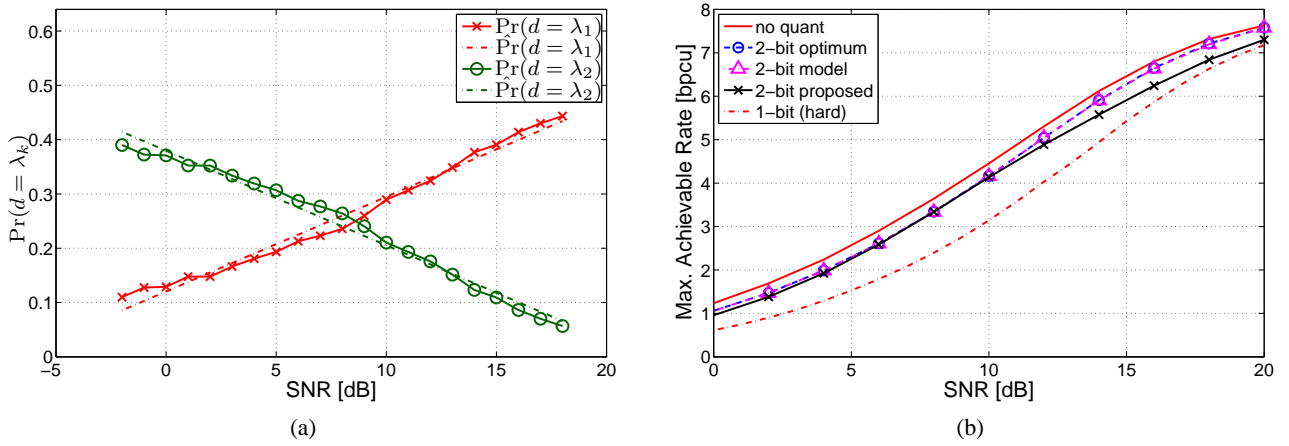 0.6
0.5
0.4
0.3
0.2
0.1
0
Pr(d = λk)
−5
0
5
10
15
20
SNR [dB]
Pr(d = λ1)
P̂r(d = λ1)
Pr(d = λ2)
P̂r(d = λ2)
(a)
8
7
6
5
4
3
2
1
0
Max. Achievable Rate [bpcu]
0
5
10
15
20
SNR [dB]
no quant
2−bit optimum
2−bit model
2−bit proposed
1−bit (hard)
(b)